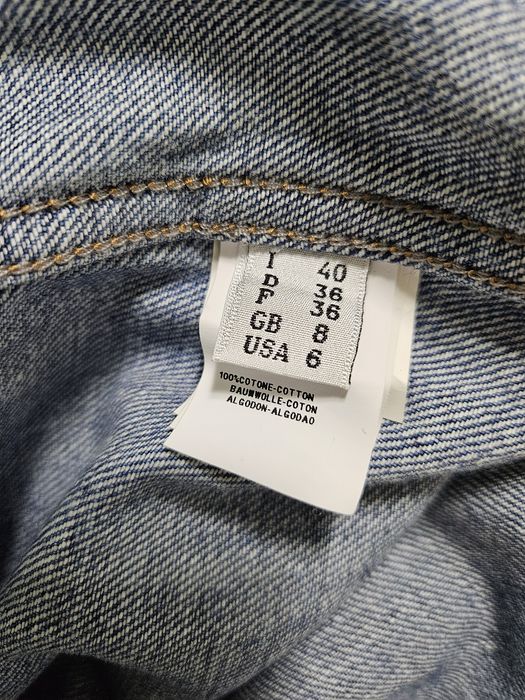 I 40
D 36
F 36
GB 8
USA 6
100%COTONE-COTTON
BAUMWOLLE-COTON
ALGODON-ALGODAO